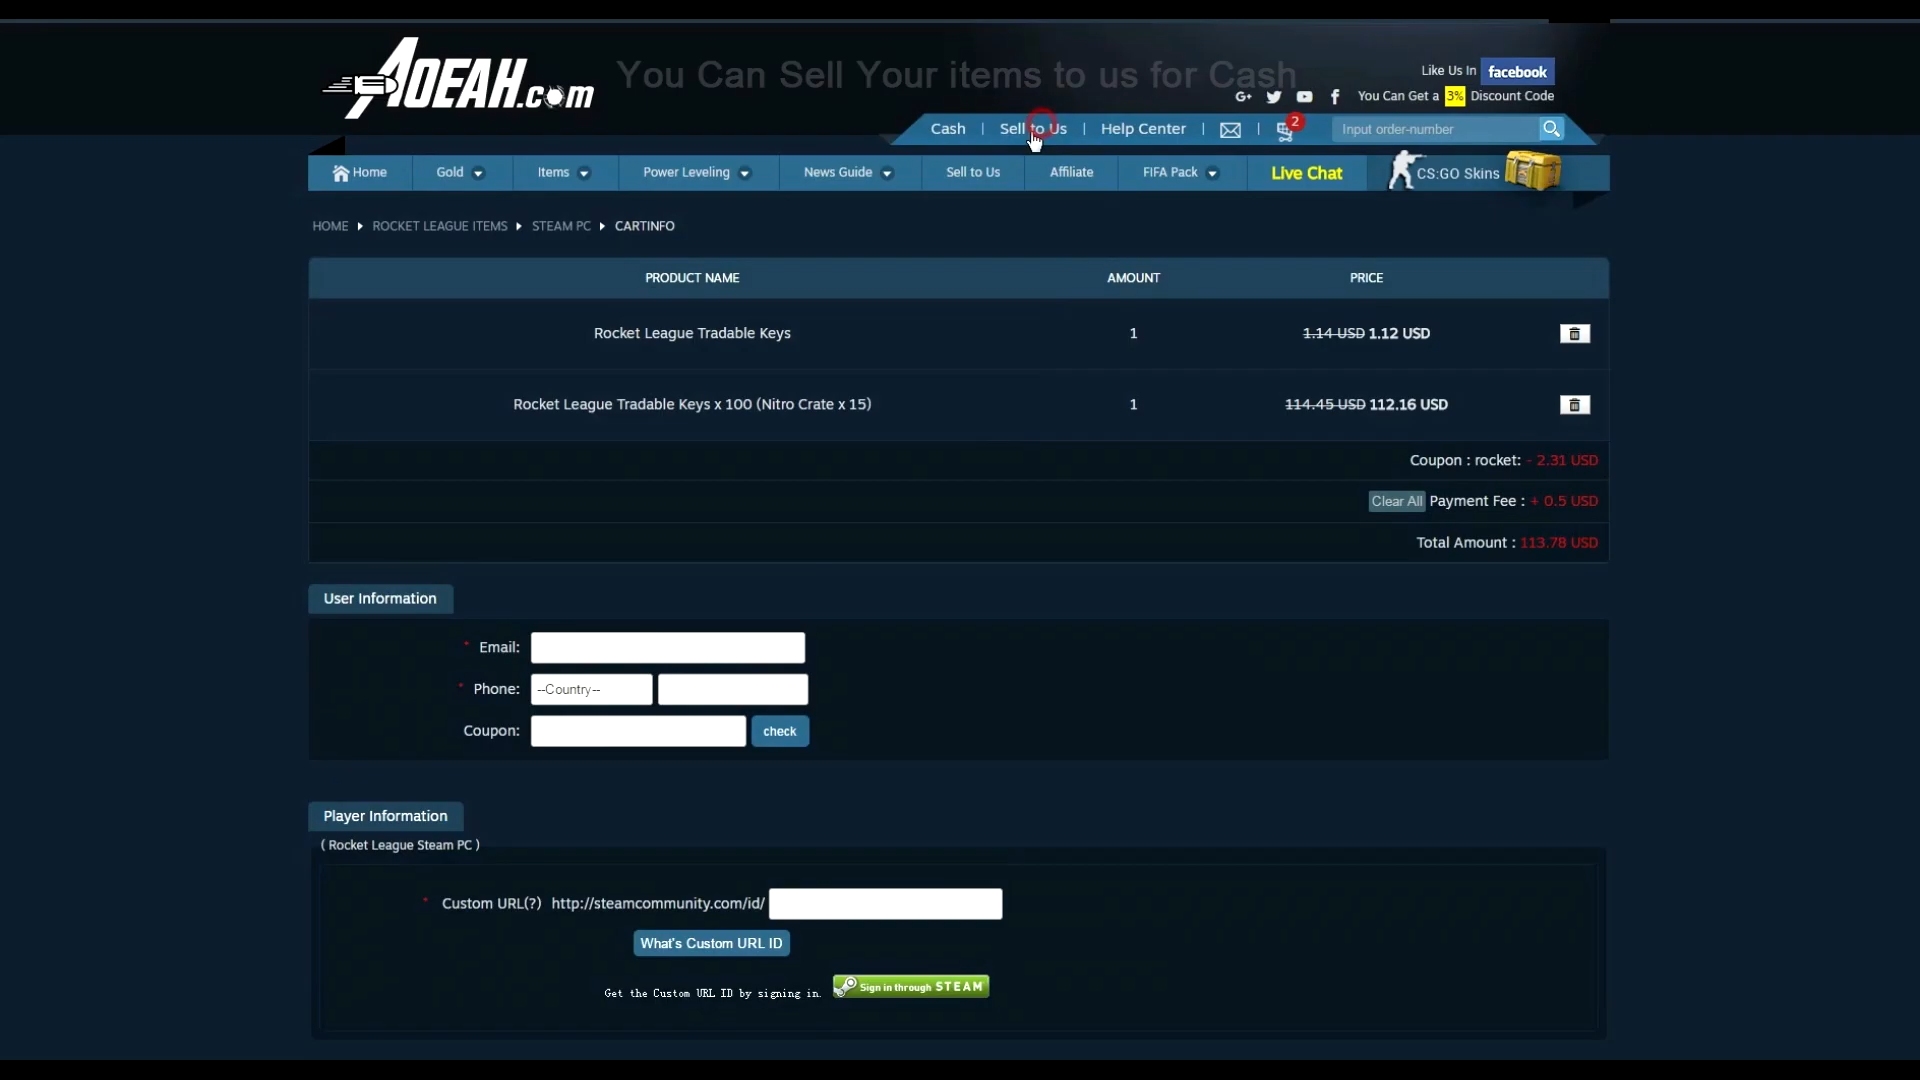 AOEAH.com
You Can Sell Your items to us for Cash
Like Us In facebook
You Can Get a 3% Discount Code
Cash | Sell to Us | Help Center | 2 Input order-number
Home Gold Items Power Leveling News Guide Sell to Us Affiliate FIFA Pack Live Chat CS:GO Skins
HOME ROCKET LEAGUE ITEMS STEAM PC CARTINFO
PRODUCT NAME AMOUNT PRICE
Rocket League Tradable Keys 1 1.14 USD 1.12 USD
Rocket League Tradable Keys x 100 (Nitro Crate x 15) 1 114.45 USD 112.16 USD
Coupon : rocket: - 2.31 USD
Clear All Payment Fee : + 0.5 USD
Total Amount : 113.78 USD
User Information
* Email:
* Phone: --Country--
Coupon: check
Player Information
( Rocket League Steam PC )
* Custom URL(?) http://steamcommunity.com/id/
What's Custom URL ID
Get the Custom URL ID by signing in. Sign in through STEAM